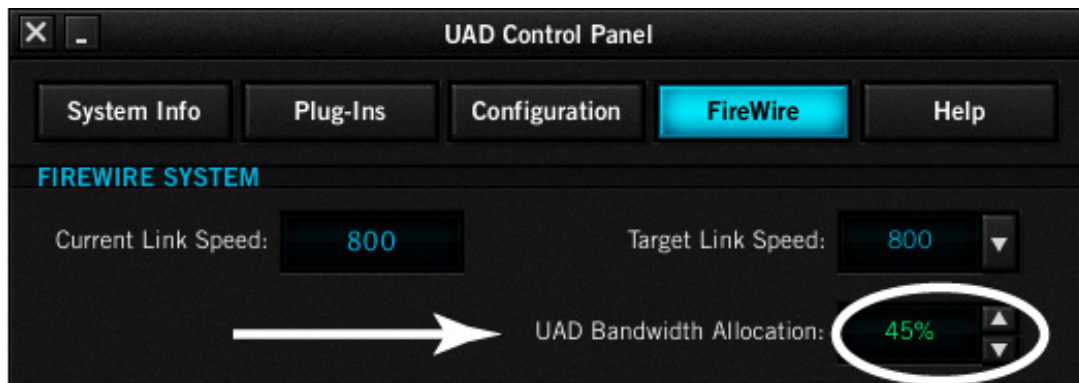 UAD Control Panel
System Info Plug-Ins Configuration FireWire Help
FIREWIRE SYSTEM
Current Link Speed: 800 Target Link Speed: 800
UAD Bandwidth Allocation: 45%